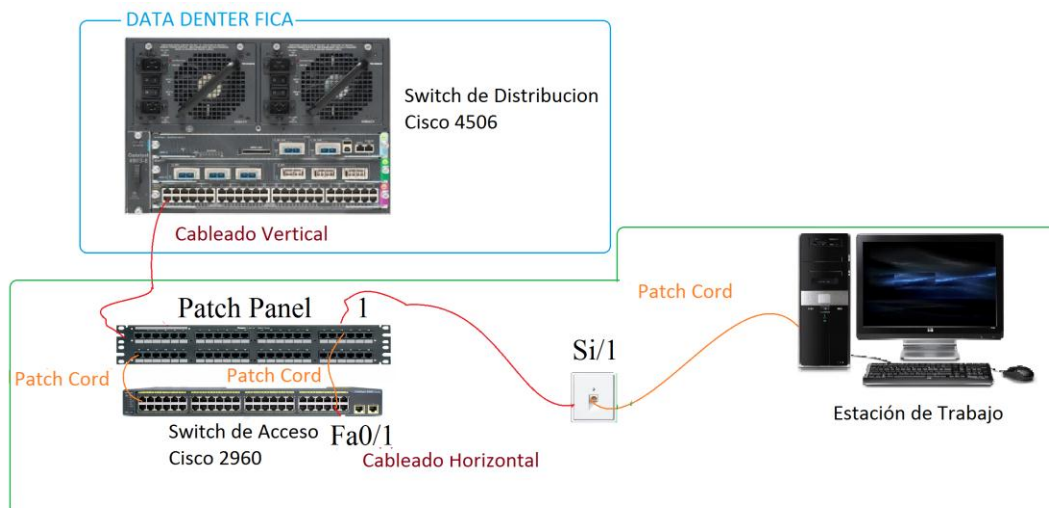 DATA DENTER FICA
Switch de Distribucion
Cisco 4506
Cableado Vertical
Patch Panel 1
Patch Cord
Patch Cord
Patch Cord
Si/1
Switch de Acceso
Cisco 2960
Fa0/1
Cableado Horizontal
Estación de Trabajo